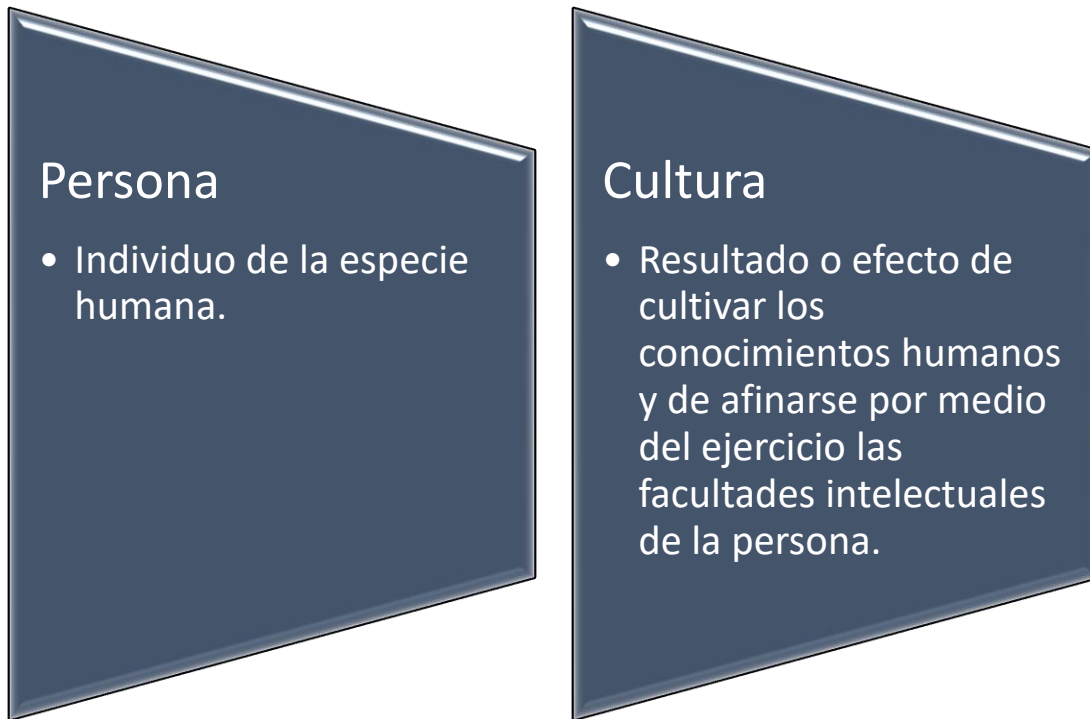 Persona
• Individuo de la especie
humana.
Cultura
• Resultado o efecto de
cultivar los
conocimientos humanos
y de afinarse por medio
del ejercicio las
facultades intelectuales
de la persona.